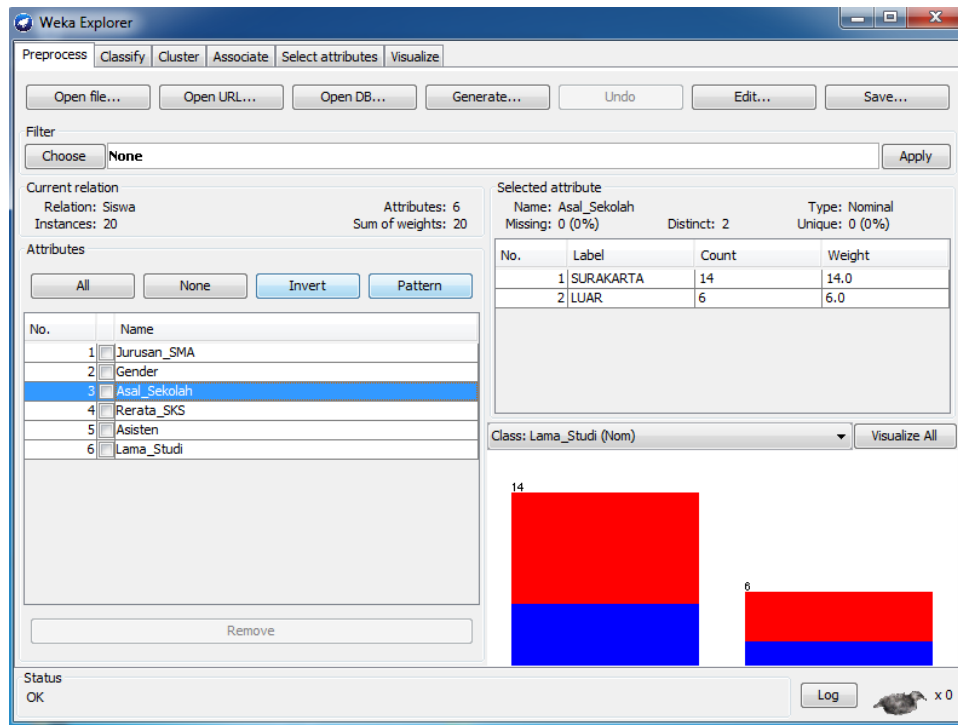 Weka Explorer
Preprocess Classify Cluster Associate Select attributes Visualize
Open file... Open URL... Open DB... Generate... Undo Edit... Save...
Filter
Choose None Apply
Current relation
Relation: Siswa Attributes: 6
Instances: 20 Sum of weights: 20
Attributes
All None Invert Pattern
No. Name
1 Jurusan_SMA
2 Gender
3 Asal_Sekolah
4 Rerata_SKS
5 Asisten
6 Lama_Studi
Remove
Selected attribute
Name: Asal_Sekolah Type: Nominal
Missing: 0 (0%) Distinct: 2 Unique: 0 (0%)
No. Label Count Weight
1 SURAKARTA 14 14.0
2 LUAR 6 6.0
Class: Lama_Studi (Nom) Visualize All
14
6
Status
OK Log x 0